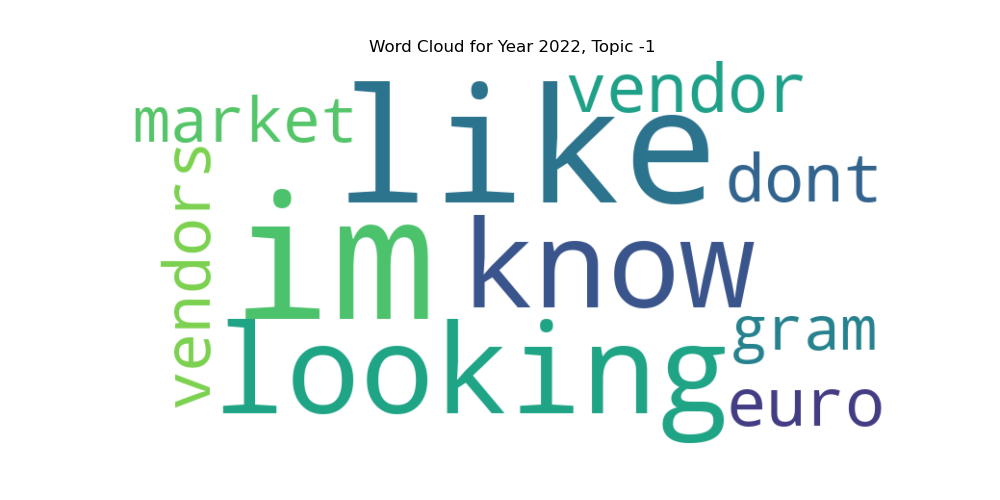 Word Cloud for Year 2022, Topic -1
like
vendor
market
dont
vendors
im
know
gram
looking
euro